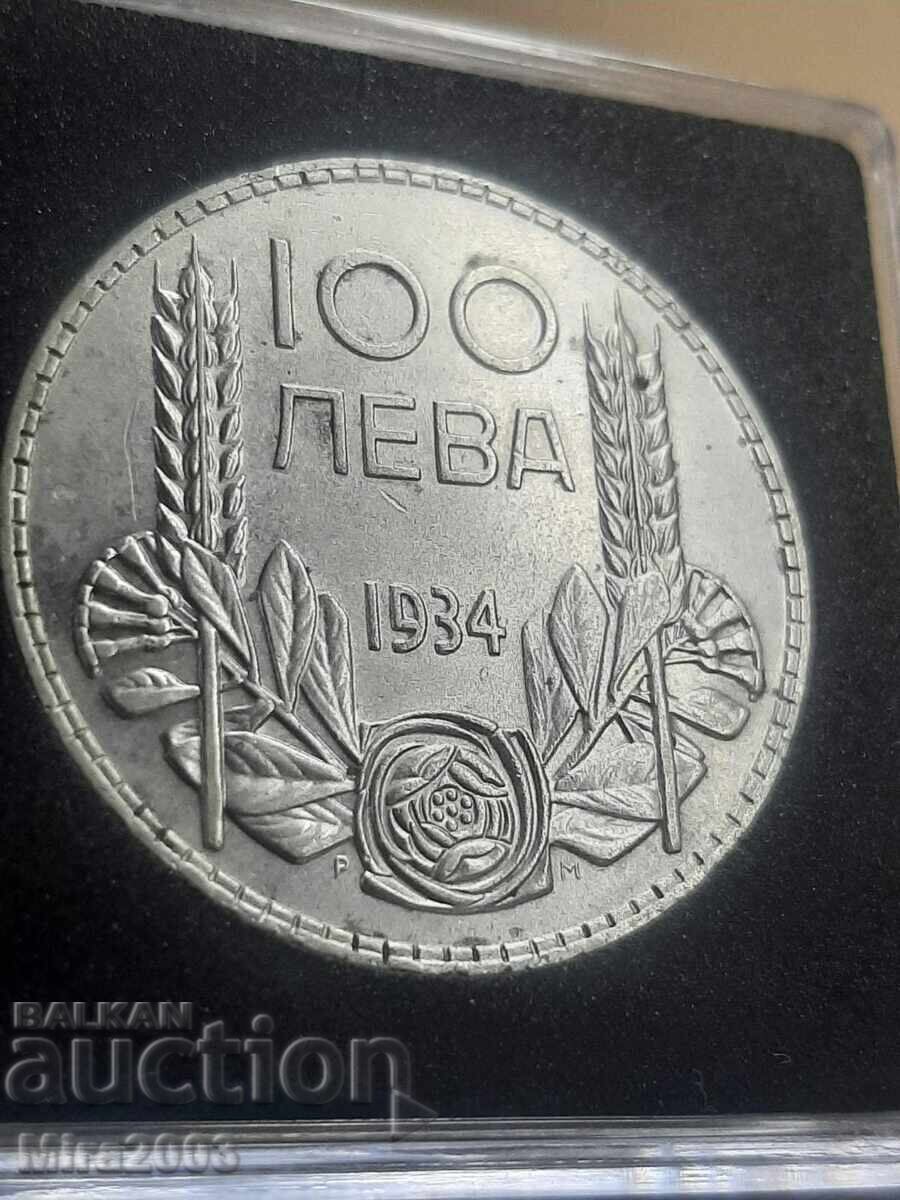 100
ЛЕВА
1934
P M
BALKAN
auction
Mira2003